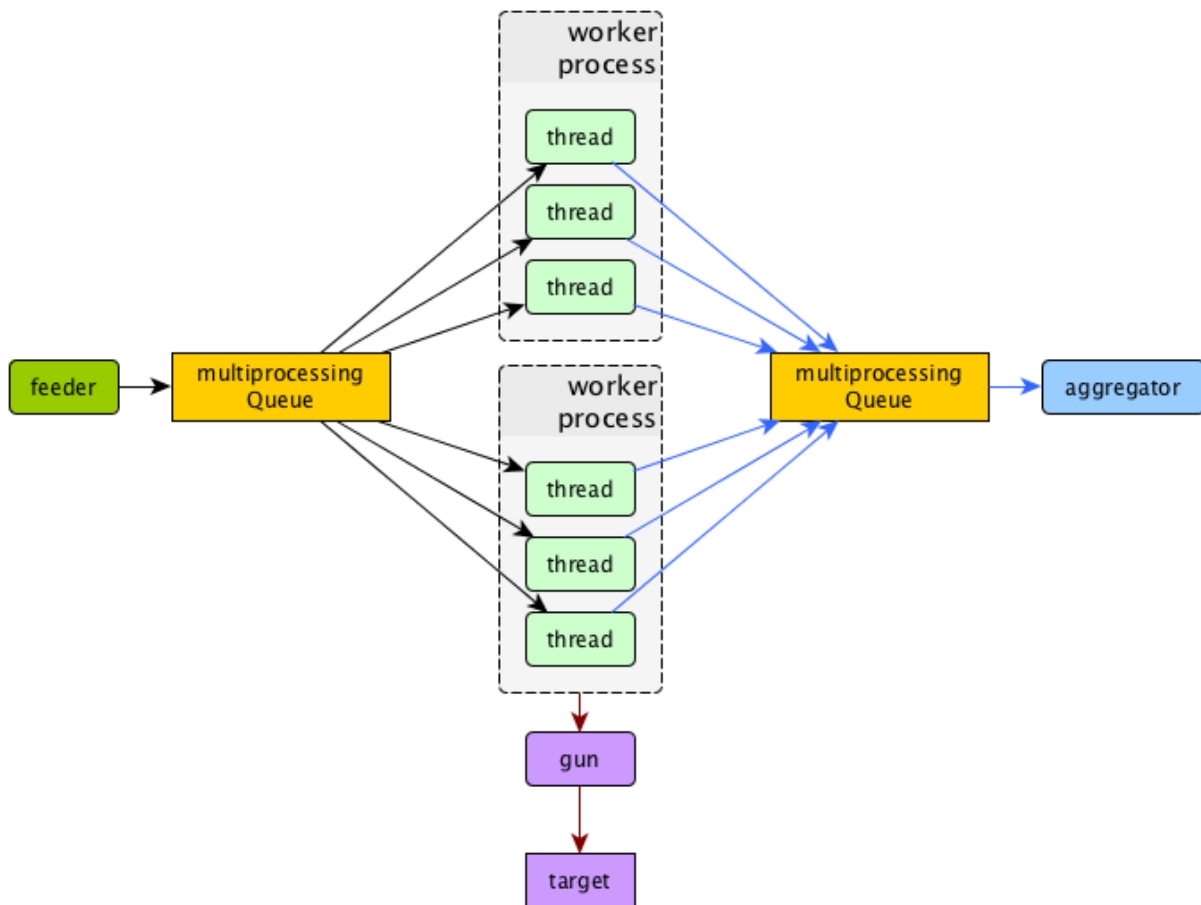 worker
process
thread
thread
thread
feeder
multiprocessing
Queue
multiprocessing
Queue
aggregator
worker
process
thread
thread
thread
gun
target